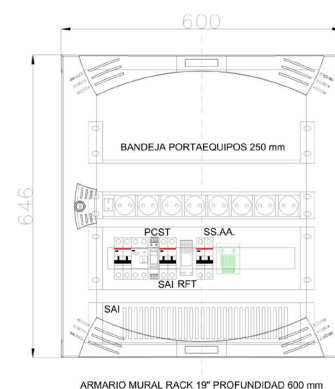 600
646
BANDEJA PORTAEQUIPOS 250 mm
PCST SS.AA.
SAI RFT
SAI
ARMARIO MURAL RACK 19" PROFUNDIDAD 600 mm